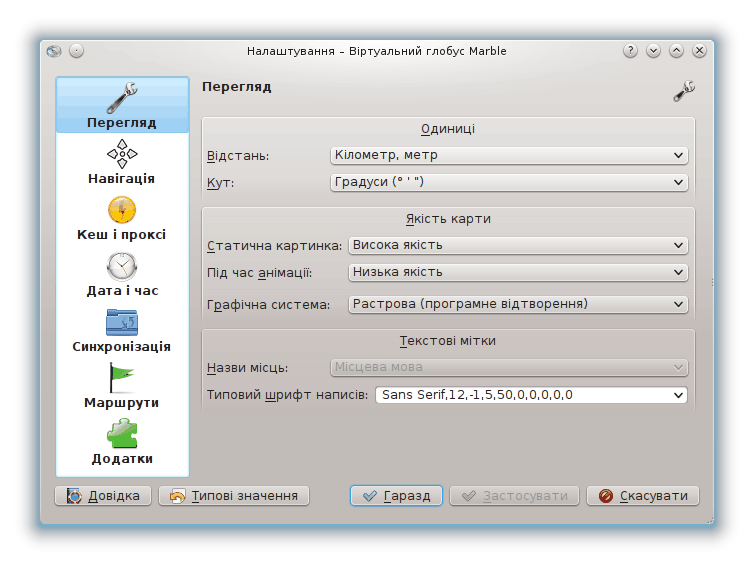 Налаштування – Віртуальний глобус Marble
Перегляд
Навігація
Кеш і проксі
Дата і час
Синхронізація
Маршрути
Додатки
Перегляд
Одиниці
Відстань: Кілометр, метр
Кут: Градуси (° ' ")
Якість карти
Статична картинка: Висока якість
Під час анімації: Низька якість
Графічна система: Растрова (програмне відтворення)
Текстові мітки
Назви місць: Місцева мова
Типовий шрифт написів: Sans Serif,12,-1,5,50,0,0,0,0,0
Довідка Типові значення Гаразд Застосувати Скасувати